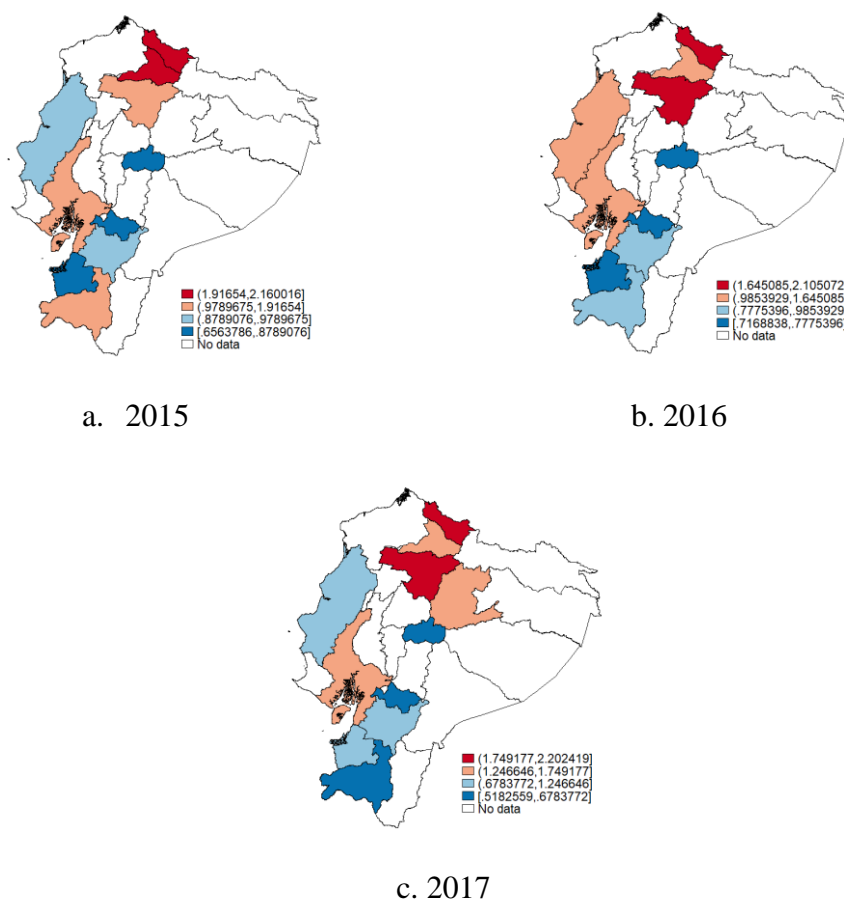 (1.91654,2.160016]
(.9789675,1.91654]
(.8789076,.9789675]
[.6563786,.8789076]
No data
a. 2015
(1.645085,2.105072
(.9853929,1.645085
(.7775396,.9853929
[.7168838,.7775396]
No data
b. 2016
(1.749177,2.202419]
(1.246646,1.749177]
(.6783772,1.246646]
[.5182559,.6783772]
No data
c. 2017